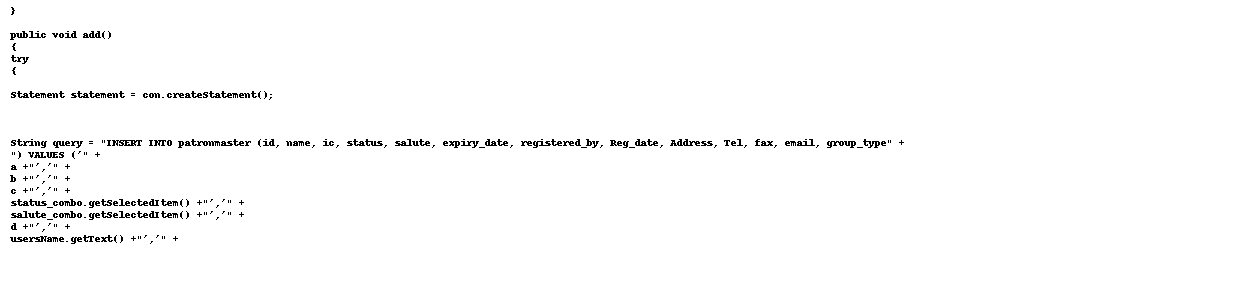 }
public void add()
{
try
{
Statement statement = con.createStatement();
String query = "INSERT INTO patronmaster (id, name, ic, status, salute, expiry_date, registered_by, Reg_date, Address, Tel, fax, email, group_type" +
") VALUES ('" +
a +"','" +
b +"','" +
c +"','" +
status_combo.getSelectedItem() +"','" +
salute_combo.getSelectedItem() +"','" +
d +"','" +
usersName.getText() +"','" +